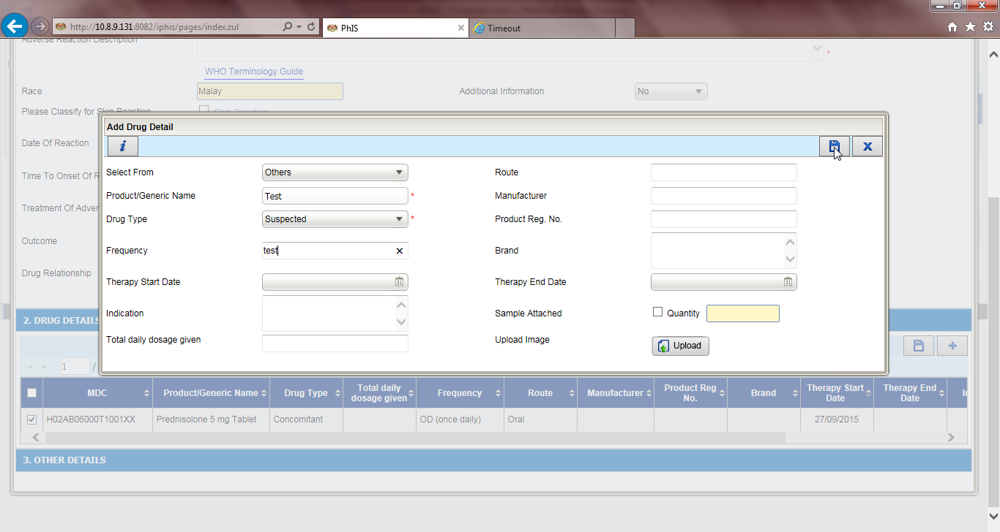 http://10.8.9.131:8082/iphis/pages/index.zul
PhIS
Timeout
Adverse Reaction Description
*
WHO Terminology Guide
Race
Malay
Additional Information
No
Please Classify for Skin Reaction
Skin Reaction
Date Of Reaction
Time To Onset Of R
Treatment Of Adver
Outcome
Drug Relationship
Add Drug Detail
i
X
Select From
Others
Route
Product/Generic Name
Test
*
Manufacturer
Drug Type
Suspected
*
Product Reg. No.
Frequency
test
Brand
Therapy Start Date
31
Therapy End Date
31
Indication
Sample Attached
Quantity
Total daily dosage given
Upload Image
Upload
2. DRUG DETAILS
1 /
MDC
Product/Generic Name
Drug Type
Total daily dosage given
Frequency
Route
Manufacturer
Product Reg No.
Brand
Therapy Start Date
Therapy End Date
H02AB06000T1001XX
Prednisolone 5 mg Tablet
Concomitant
OD (once daily)
Oral
27/09/2015
3. OTHER DETAILS